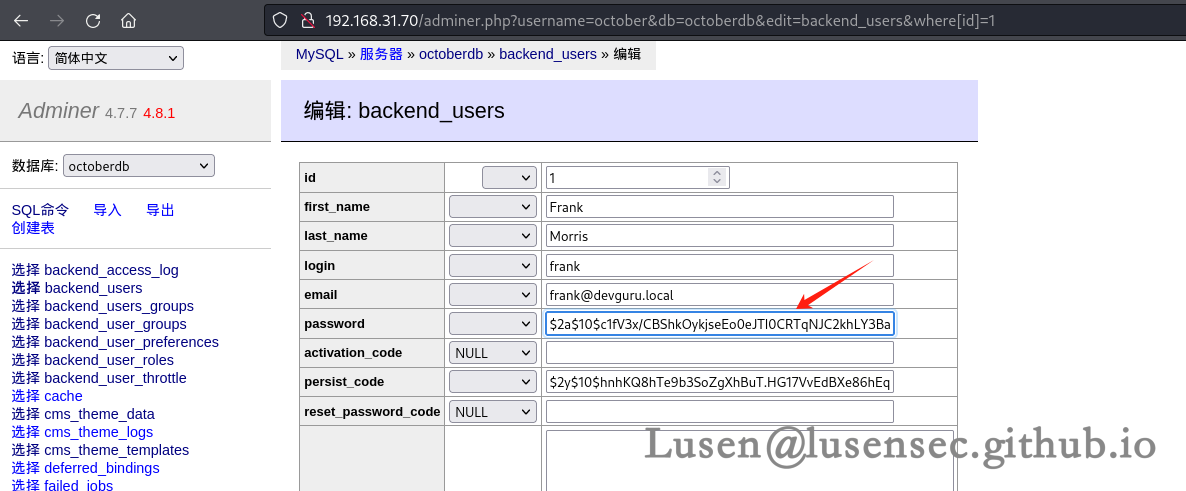 192.168.31.70/adminer.php?username=october&db=octoberdb&edit=backend_users&where[id]=1
语言: 简体中文
MySQL » 服务器 » octoberdb » backend_users » 编辑
Adminer 4.7.7 4.8.1
编辑: backend_users
数据库: octoberdb
SQL命令 导入 导出
创建表
选择 backend_access_log
选择 backend_users
选择 backend_users_groups
选择 backend_user_groups
选择 backend_user_preferences
选择 backend_user_roles
选择 backend_user_throttle
选择 cache
选择 cms_theme_data
选择 cms_theme_logs
选择 cms_theme_templates
选择 deferred_bindings
选择 failed_jobs
id 1
first_name Frank
last_name Morris
login frank
email frank@devguru.local
password $2a$10$c1fV3x/CBShkOykjseEo0eJTI0CRTqNJC2khLY3Ba
activation_code NULL
persist_code $2y$10$hnhKQ8hTe9b3SoZgXhBuT.HG17VvEdBXe86hEq
reset_password_code NULL
Lusen@lusensec.github.io